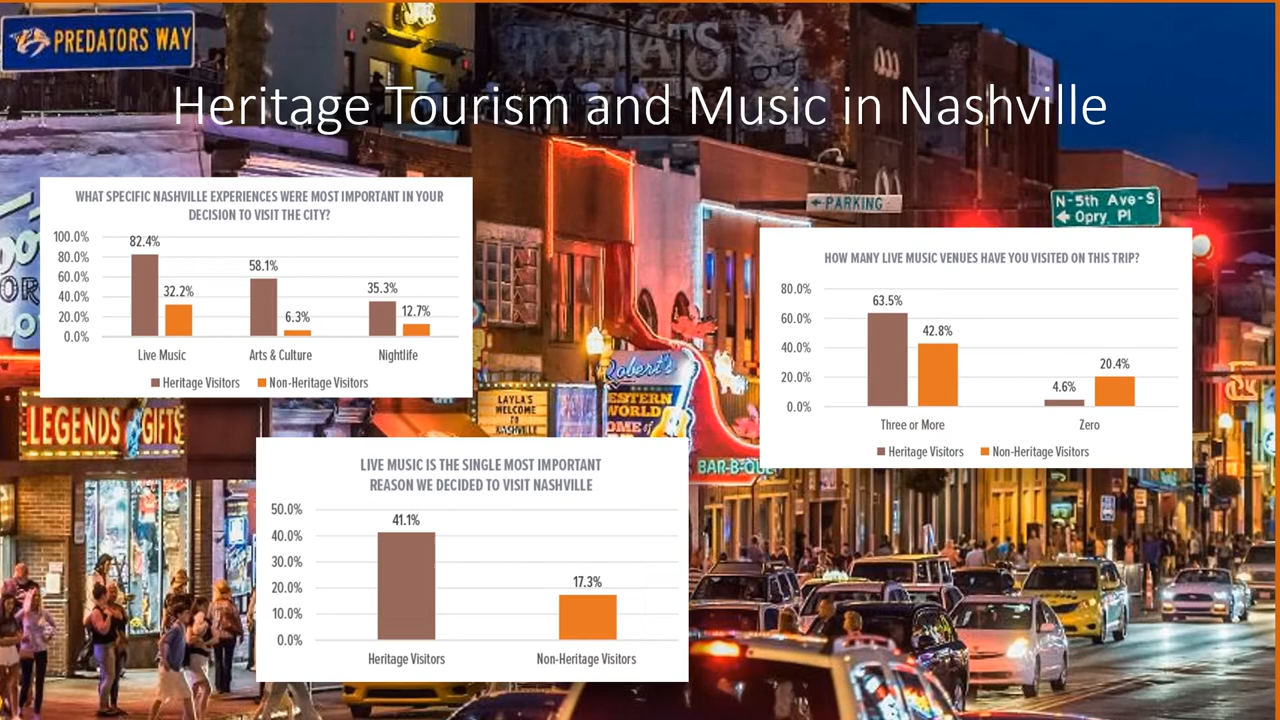 PREDATORS WAY
Heritage Tourism and Music in Nashville
WHAT SPECIFIC NASHVILLE EXPERIENCES WERE MOST IMPORTANT IN YOUR
DECISION TO VISIT THE CITY?
100.0%
80.0%
60.0%
40.0%
20.0%
0.0%
82.4%
32.2%
58.1%
6.3%
35.3%
12.7%
Live Music
Arts & Culture
Nightlife
Heritage Visitors
Non-Heritage Visitors
PARKING
N-5th Ave-S
Opry Pl
HOW MANY LIVE MUSIC VENUES HAVE YOU VISITED ON THIS TRIP?
80.0%
60.0%
40.0%
20.0%
0.0%
63.5%
42.8%
4.6%
20.4%
Three or More
Zero
Heritage Visitors
Non-Heritage Visitors
LEGENDS GIFTS
LAYLA'S
WELCOME
TO
NASHVILLE
Robert's
WESTERN
WORLD
HOME of
BAR-B-QUE
LIVE MUSIC IS THE SINGLE MOST IMPORTANT
REASON WE DECIDED TO VISIT NASHVILLE
50.0%
40.0%
30.0%
20.0%
10.0%
0.0%
41.1%
17.3%
Heritage Visitors
Non-Heritage Visitors